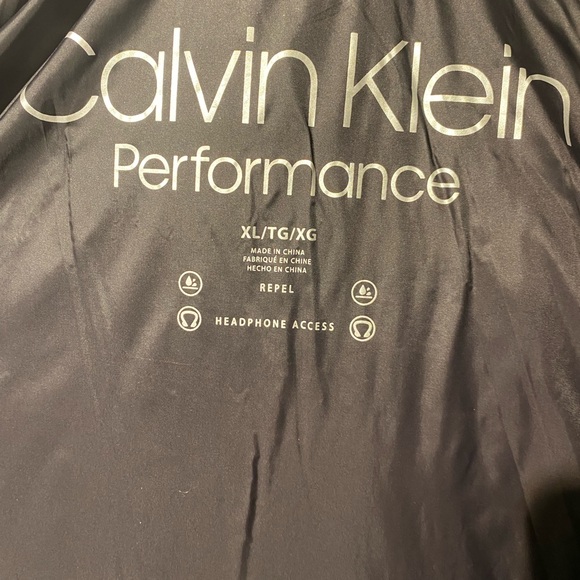 Calvin Klein
Performance
XL/TG/XG
MADE IN CHINA
FABRIQUÉ EN CHINE
HECHO EN CHINA
REPEL
HEADPHONE ACCESS